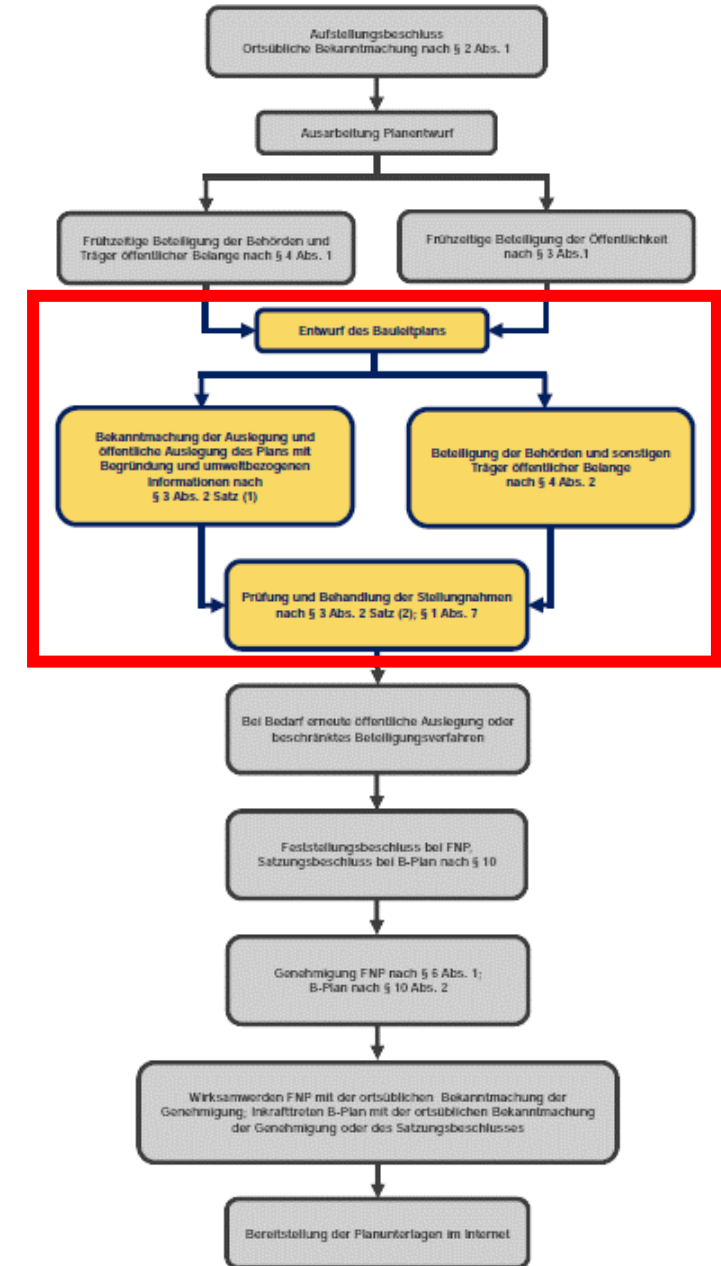 Aufstellungsbeschluss
Ortsübliche Bekanntmachung nach § 2 Abs. 1
Ausarbeitung Planentwurf
Frühzeitige Beteiligung der Behörden und
Träger öffentlicher Belange nach § 4 Abs. 1
Frühzeitige Beteiligung der Öffentlichkeit
nach § 3 Abs.1
Entwurf des Bauleitplans
Bekanntmachung der Auslegung und
öffentliche Auslegung des Plans mit
Begründung und umweltbezogenen
Informationen nach
§ 3 Abs. 2 Satz (1)
Beteiligung der Behörden und sonstigen
Träger öffentlicher Belange
nach § 4 Abs. 2
Prüfung und Behandlung der Stellungnahmen
nach § 3 Abs. 2 Satz (2); § 1 Abs. 7
Bei Bedarf erneute öffentliche Auslegung oder
beschränktes Beteiligungsverfahren
Feststellungsbeschluss bei FNP,
Satzungsbeschluss bei B-Plan nach § 10
Genehmigung FNP nach § 6 Abs. 1;
B-Plan nach § 10 Abs. 2
Wirksamwerden FNP mit der ortsüblichen Bekanntmachung der
Genehmigung; Inkrafttreten B-Plan mit der ortsüblichen Bekanntmachung
der Genehmigung oder des Satzungsbeschlusses
Bereitstellung der Planunterlagen im Internet